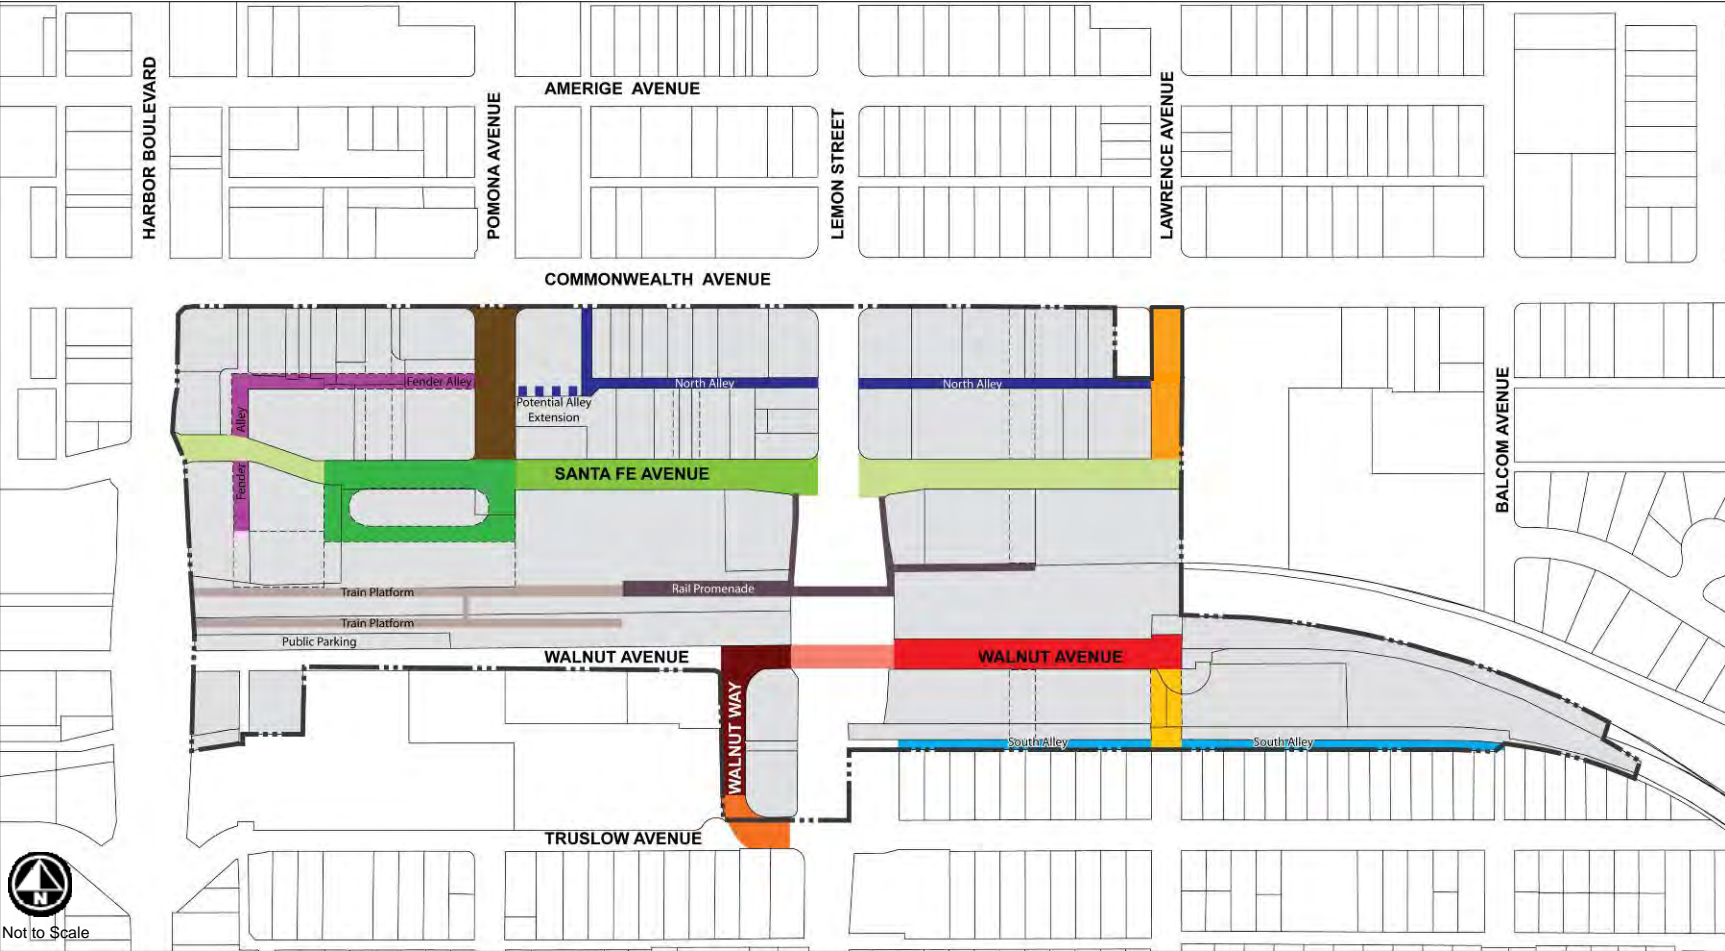 AMERIGE AVENUE
HARBOR BOULEVARD
POMONA AVENUE
LEMON STREET
LAWRENCE AVENUE
COMMONWEALTH AVENUE
Fender Alley
North Alley
North Alley
Potential Alley
Extension
Fender Alley
BALCOM AVENUE
SANTA FE AVENUE
Train Platform
Rail Promenade
Train Platform
Public Parking
WALNUT AVENUE
WALNUT AVENUE
WALNUT WAY
South Alley
South Alley
TRUSLOW AVENUE
N
Not to Scale